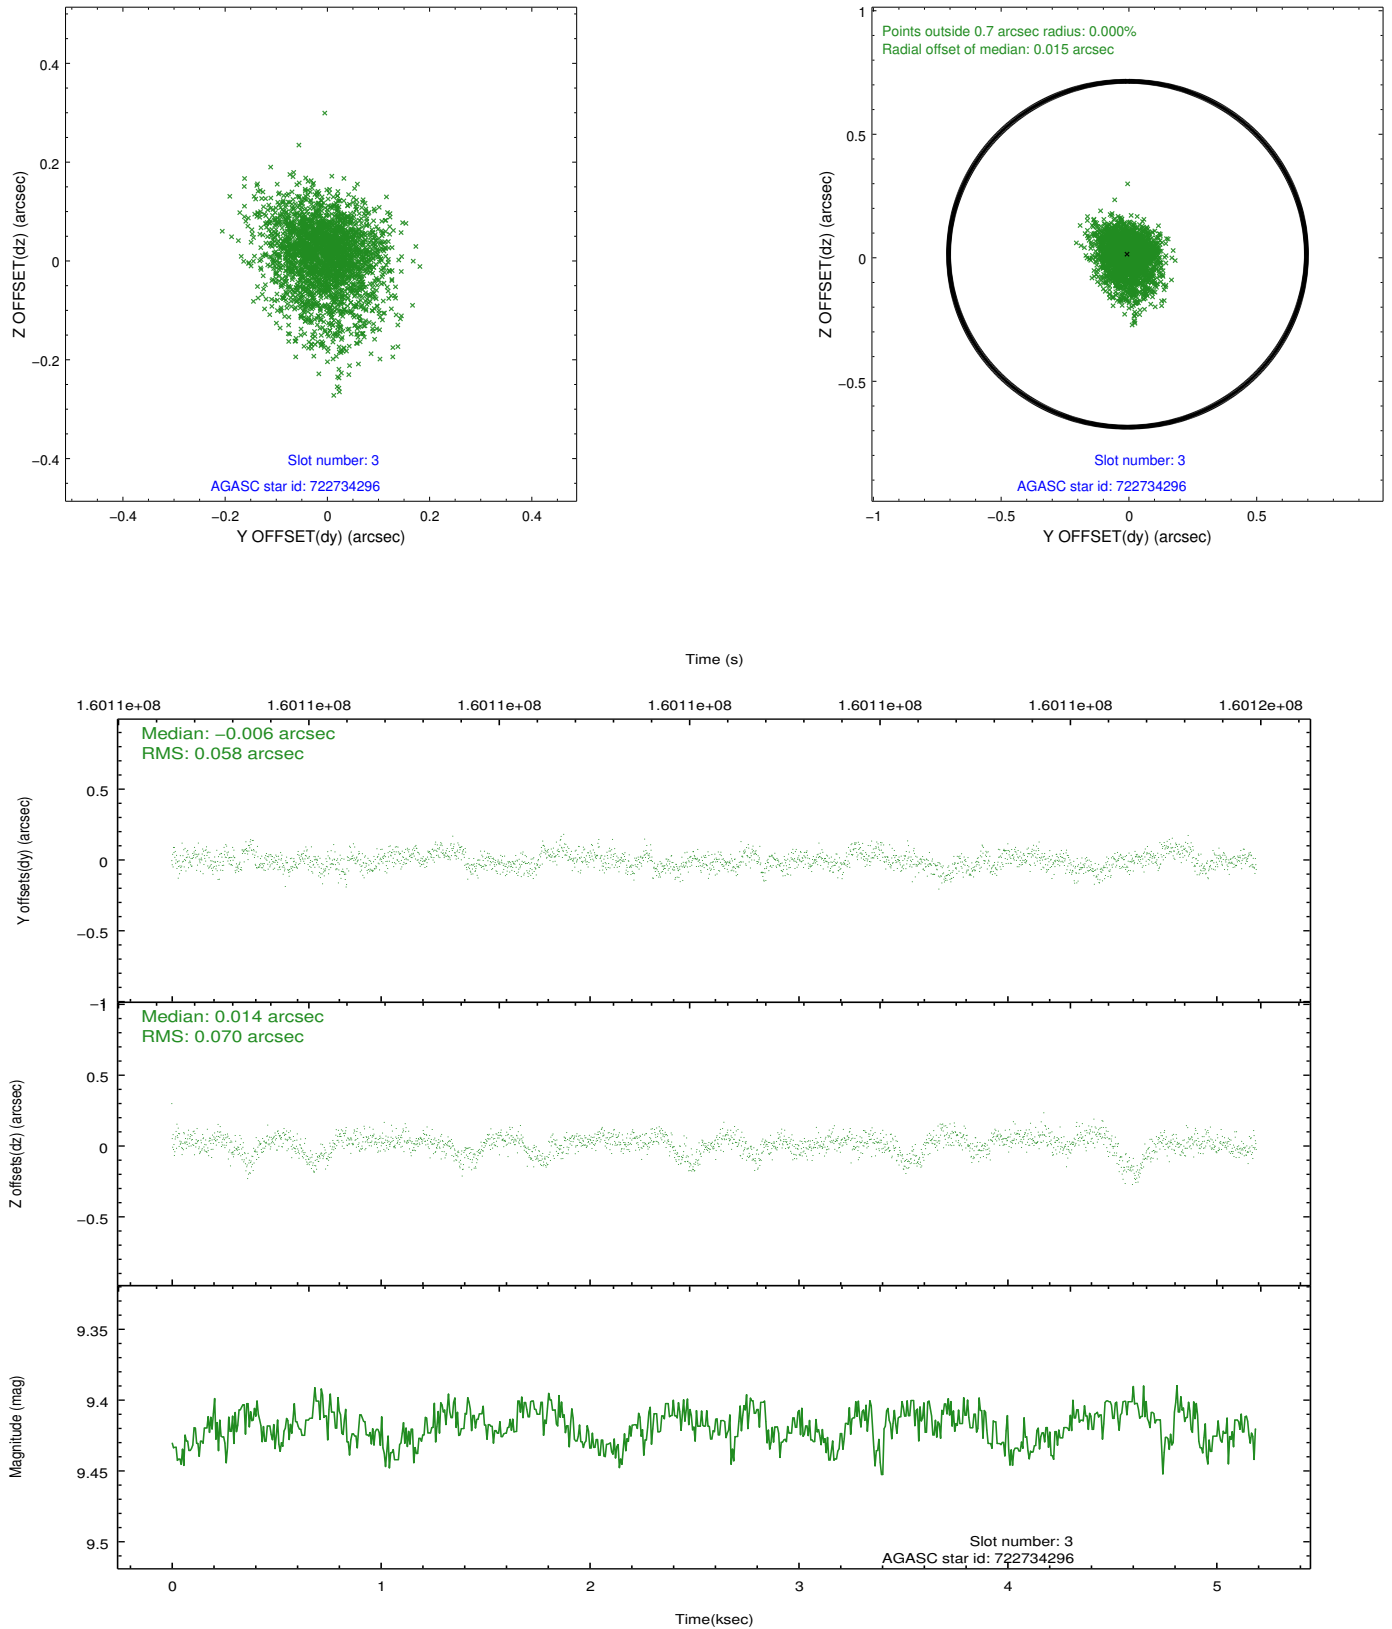 0.4
0.2
0
−0.2
−0.4
Z OFFSET(dz) (arcsec)
Slot number: 3
AGASC star id: 722734296
−0.4 −0.2 0 0.2 0.4
Y OFFSET(dy) (arcsec)
1
0.5
0
−0.5
Z OFFSET(dz) (arcsec)
Points outside 0.7 arcsec radius: 0.000%
Radial offset of median: 0.015 arcsec
Slot number: 3
AGASC star id: 722734296
−1 −0.5 0 0.5
Y OFFSET(dy) (arcsec)
Time (s)
1.6011e+08 1.6011e+08 1.6011e+08 1.6011e+08 1.6011e+08 1.6011e+08 1.6012e+08
Median: −0.006 arcsec
RMS: 0.058 arcsec
0.5
0
−0.5
−1
Y offsets(dy) (arcsec)
Median: 0.014 arcsec
RMS: 0.070 arcsec
0.5
0
−0.5
Z offsets(dz) (arcsec)
9.35
9.4
9.45
9.5
Magnitude (mag)
Slot number: 3
AGASC star id: 722734296
0 1 2 3 4 5
Time(ksec)